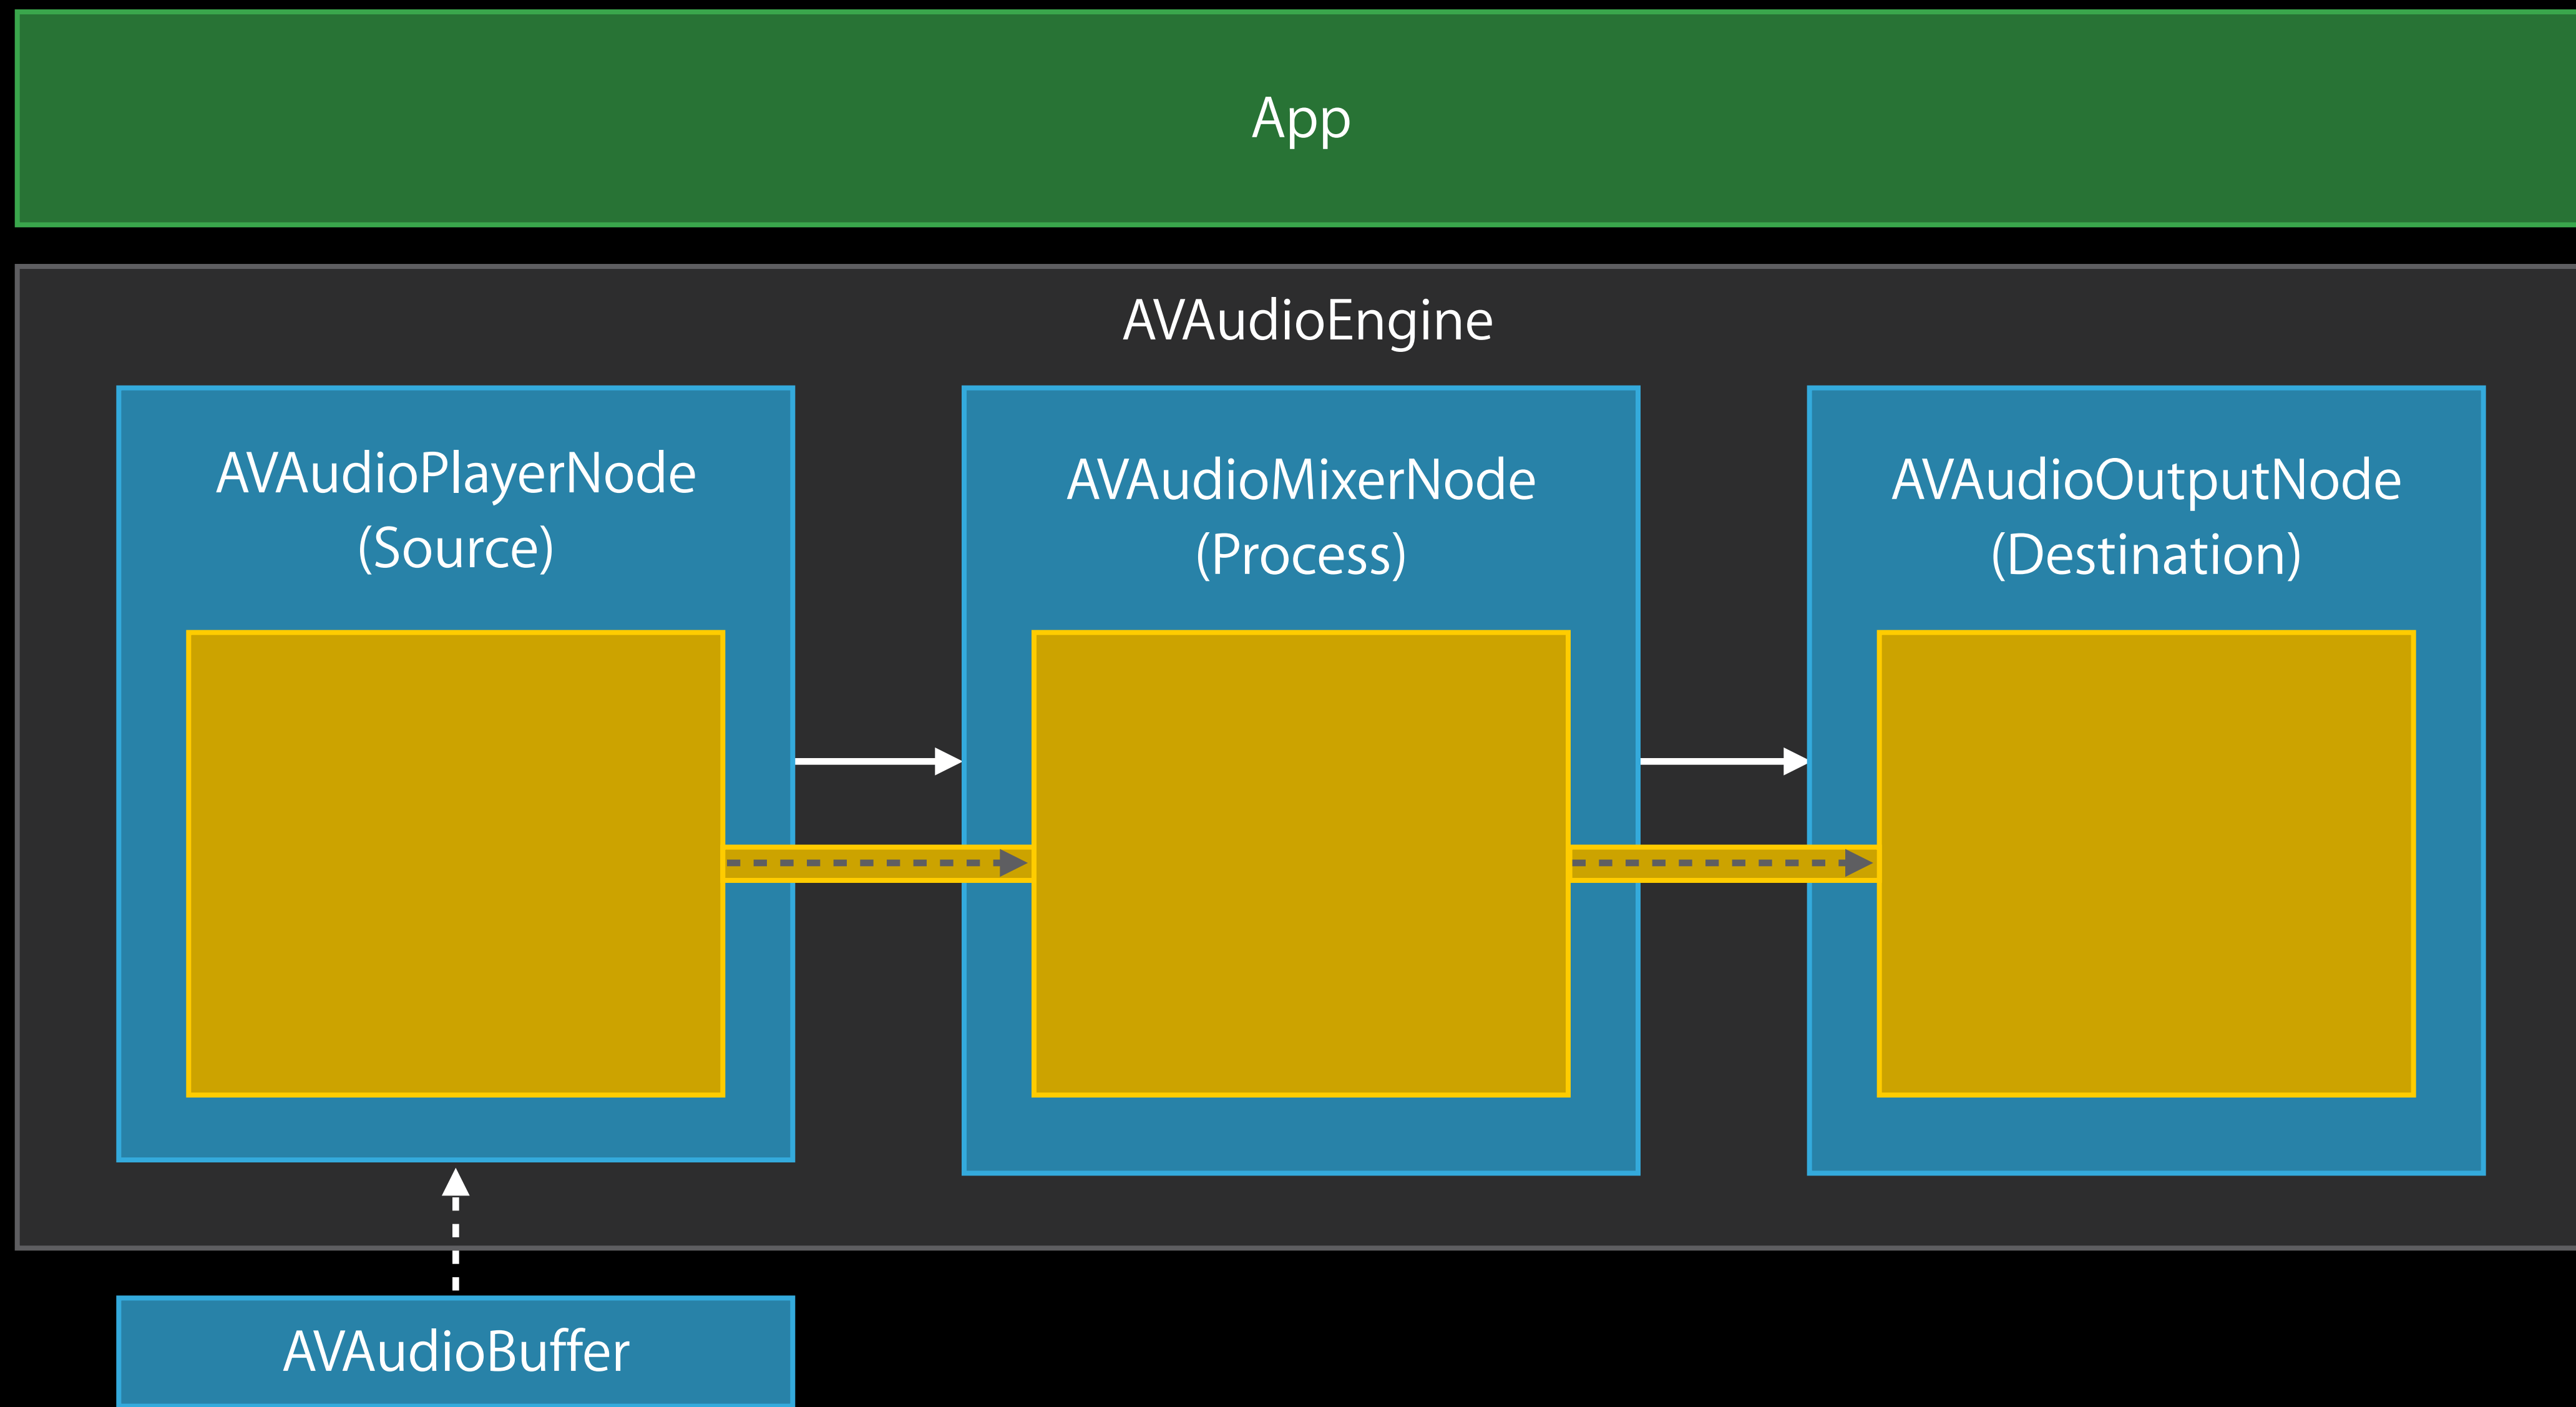 App
AVAudioEngine
AVAudioPlayerNode
(Source)
AVAudioMixerNode
(Process)
AVAudioOutputNode
(Destination)
AVAudioBuffer